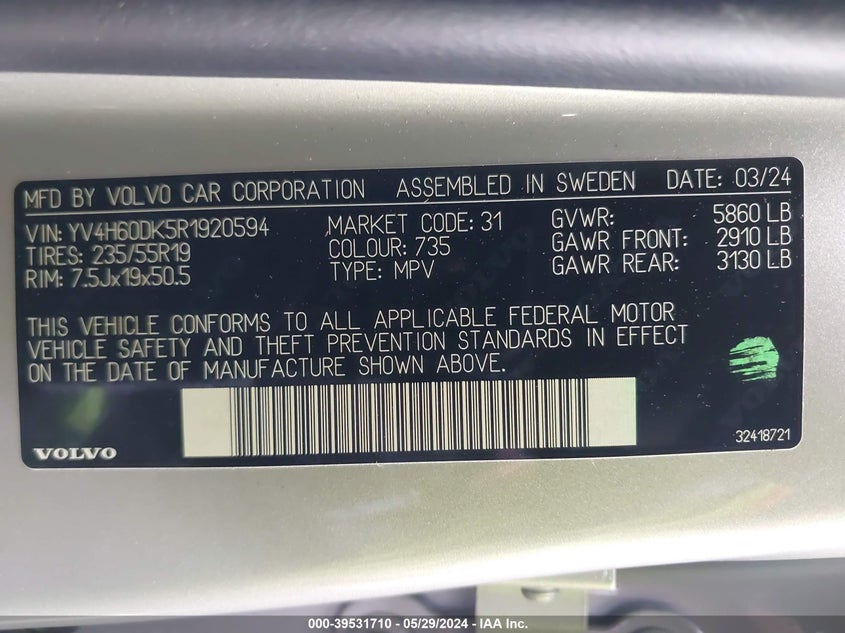 MFD BY VOLVO CAR CORPORATION ASSEMBLED IN SWEDEN DATE: 03/24
VIN: YV4H60DK5R1920594 MARKET CODE: 31 GVWR: 5860 LB
TIRES: 235/55R19 COLOUR: 735 GAWR FRONT: 2910 LB
RIM: 7.5Jx19x50.5 TYPE: MPV GAWR REAR: 3130 LB
THIS VEHICLE CONFORMS TO ALL APPLICABLE FEDERAL MOTOR
VEHICLE SAFETY AND THEFT PREVENTION STANDARDS IN EFFECT
ON THE DATE OF MANUFACTURE SHOWN ABOVE.
32418721
VOLVO
000-39531710 - 05/29/2024 - IAA Inc.